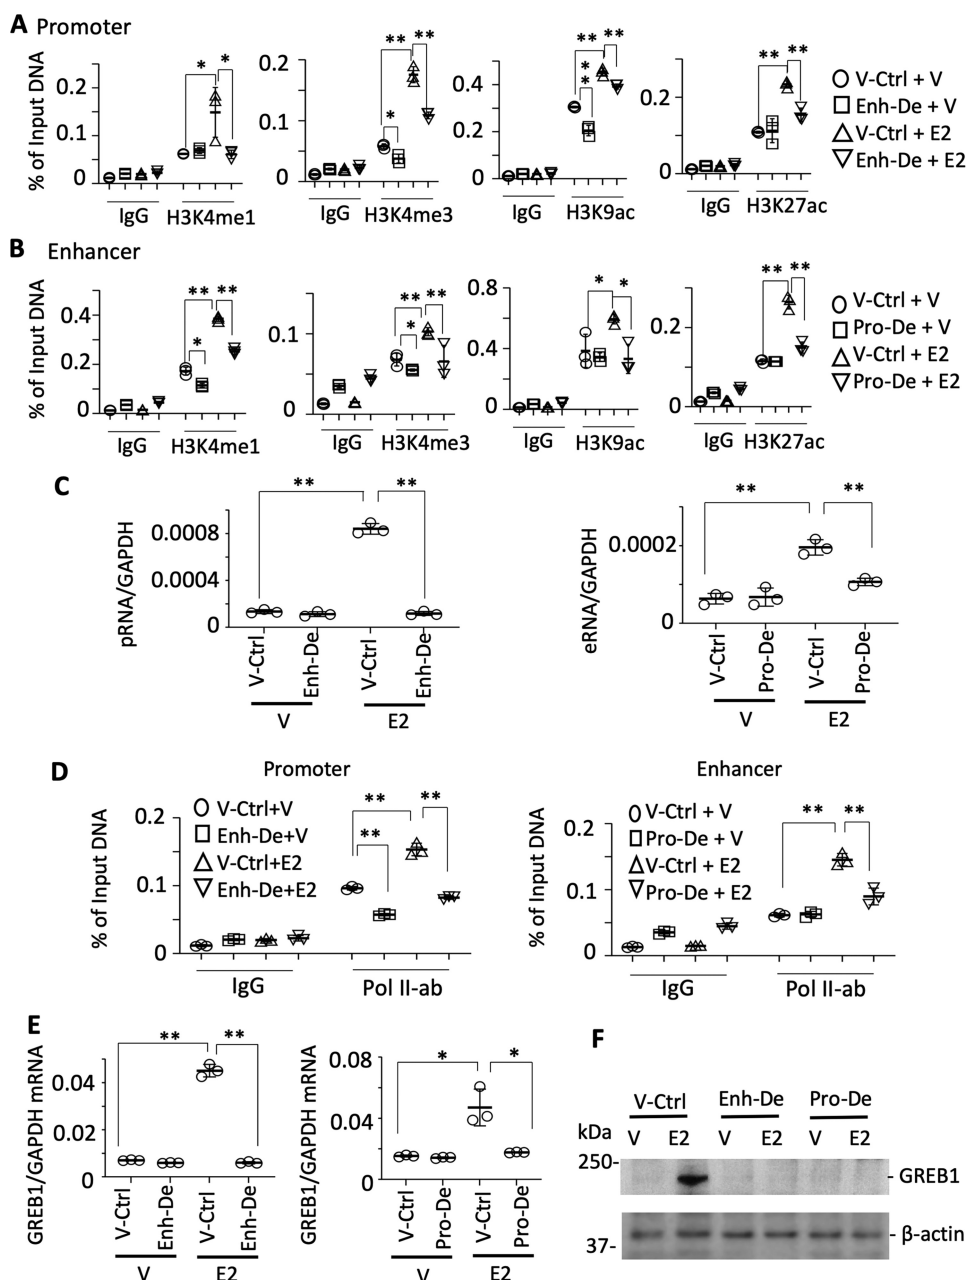 A Promoter
% of Input DNA
0.2
0.1
0
IgG
H3K4me1
*
*
0.2
0.1
0
IgG
H3K4me3
**
**
*
0.4
0.2
0
IgG
H3K9ac
**
**
*
*
0.2
0.1
0
IgG
H3K27ac
**
**
V-Ctrl + V
Enh-De + V
V-Ctrl + E2
Enh-De + E2
B Enhancer
% of Input DNA
0.4
0.2
0
IgG
H3K4me1
**
**
*
0.1
0
IgG
H3K4me3
**
**
*
0.8
0.4
0
IgG
H3K9ac
*
*
0.2
0
IgG
H3K27ac
**
**
V-Ctrl + V
Pro-De + V
V-Ctrl + E2
Pro-De + E2
C
pRNA/GAPDH
0.0008
0.0004
0
**
**
V-Ctrl
Enh-De
V-Ctrl
Enh-De
V
E2
eRNA/GAPDH
0.0002
0
**
**
V-Ctrl
Pro-De
V-Ctrl
Pro-De
V
E2
D
Promoter
% of Input DNA
0.2
0.1
0
V-Ctrl+V
Enh-De+V
V-Ctrl+E2
Enh-De+E2
**
**
**
IgG
Pol II-ab
Enhancer
% of Input DNA
0.2
0.1
0
V-Ctrl + V
Pro-De + V
V-Ctrl + E2
Pro-De + E2
**
**
IgG
Pol II-ab
E
GREB1/GAPDH mRNA
0.04
0.02
0
**
**
V-Ctrl
Enh-De
V-Ctrl
Enh-De
V
E2
GREB1/GAPDH mRNA
0.08
0.04
0
*
*
V-Ctrl
Pro-De
V-Ctrl
Pro-De
V
E2
F
V-Ctrl
Enh-De
Pro-De
kDa
V
E2
V
E2
V
E2
250-
- GREB1
- β-actin
37-